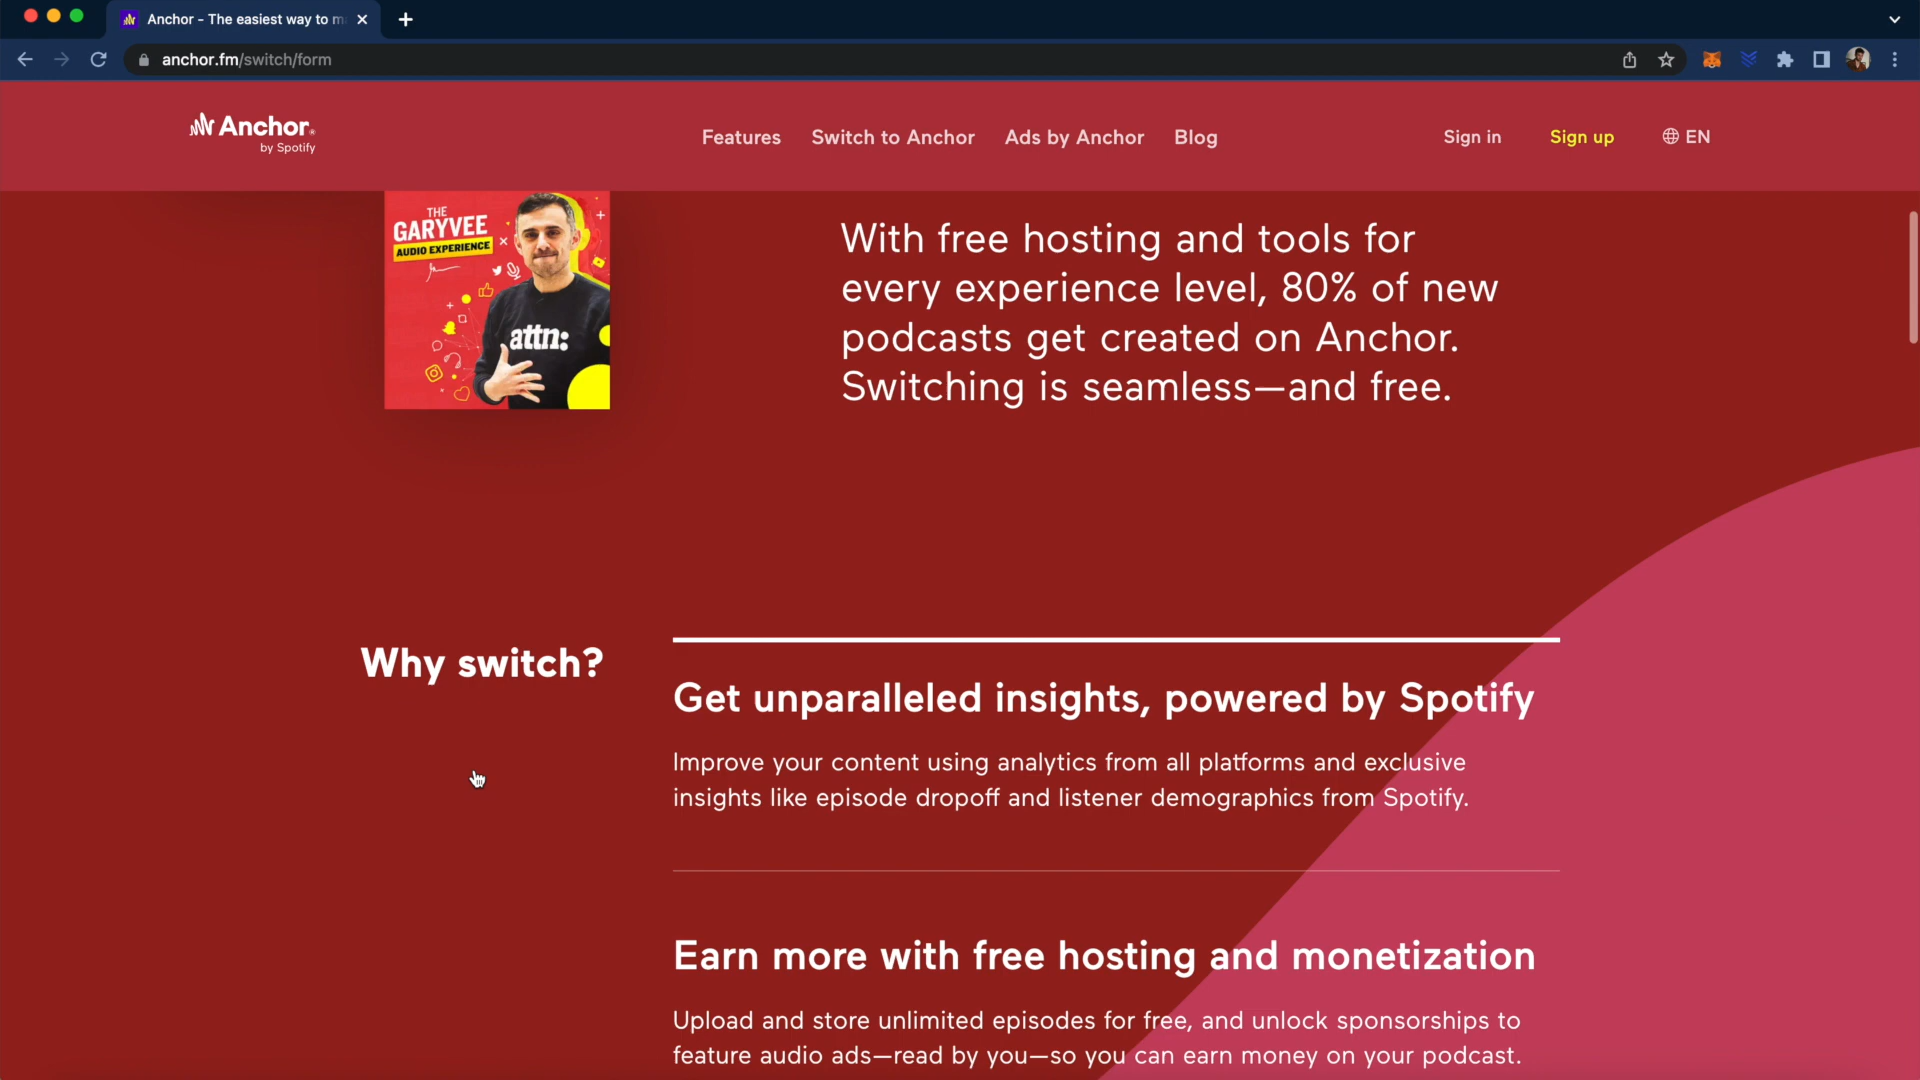 Anchor - The easiest way to m
anchor.fm/switch/form
Anchor
by Spotify
Features
Switch to Anchor
Ads by Anchor
Blog
Sign in
Sign up
EN
THE
GARYVEE
AUDIO EXPERIENCE
attn:
With free hosting and tools for
every experience level, 80% of new
podcasts get created on Anchor.
Switching is seamless—and free.
Why switch?
Get unparalleled insights, powered by Spotify
Improve your content using analytics from all platforms and exclusive
insights like episode dropoff and listener demographics from Spotify.
Earn more with free hosting and monetization
Upload and store unlimited episodes for free, and unlock sponsorships to
feature audio ads—read by you—so you can earn money on your podcast.